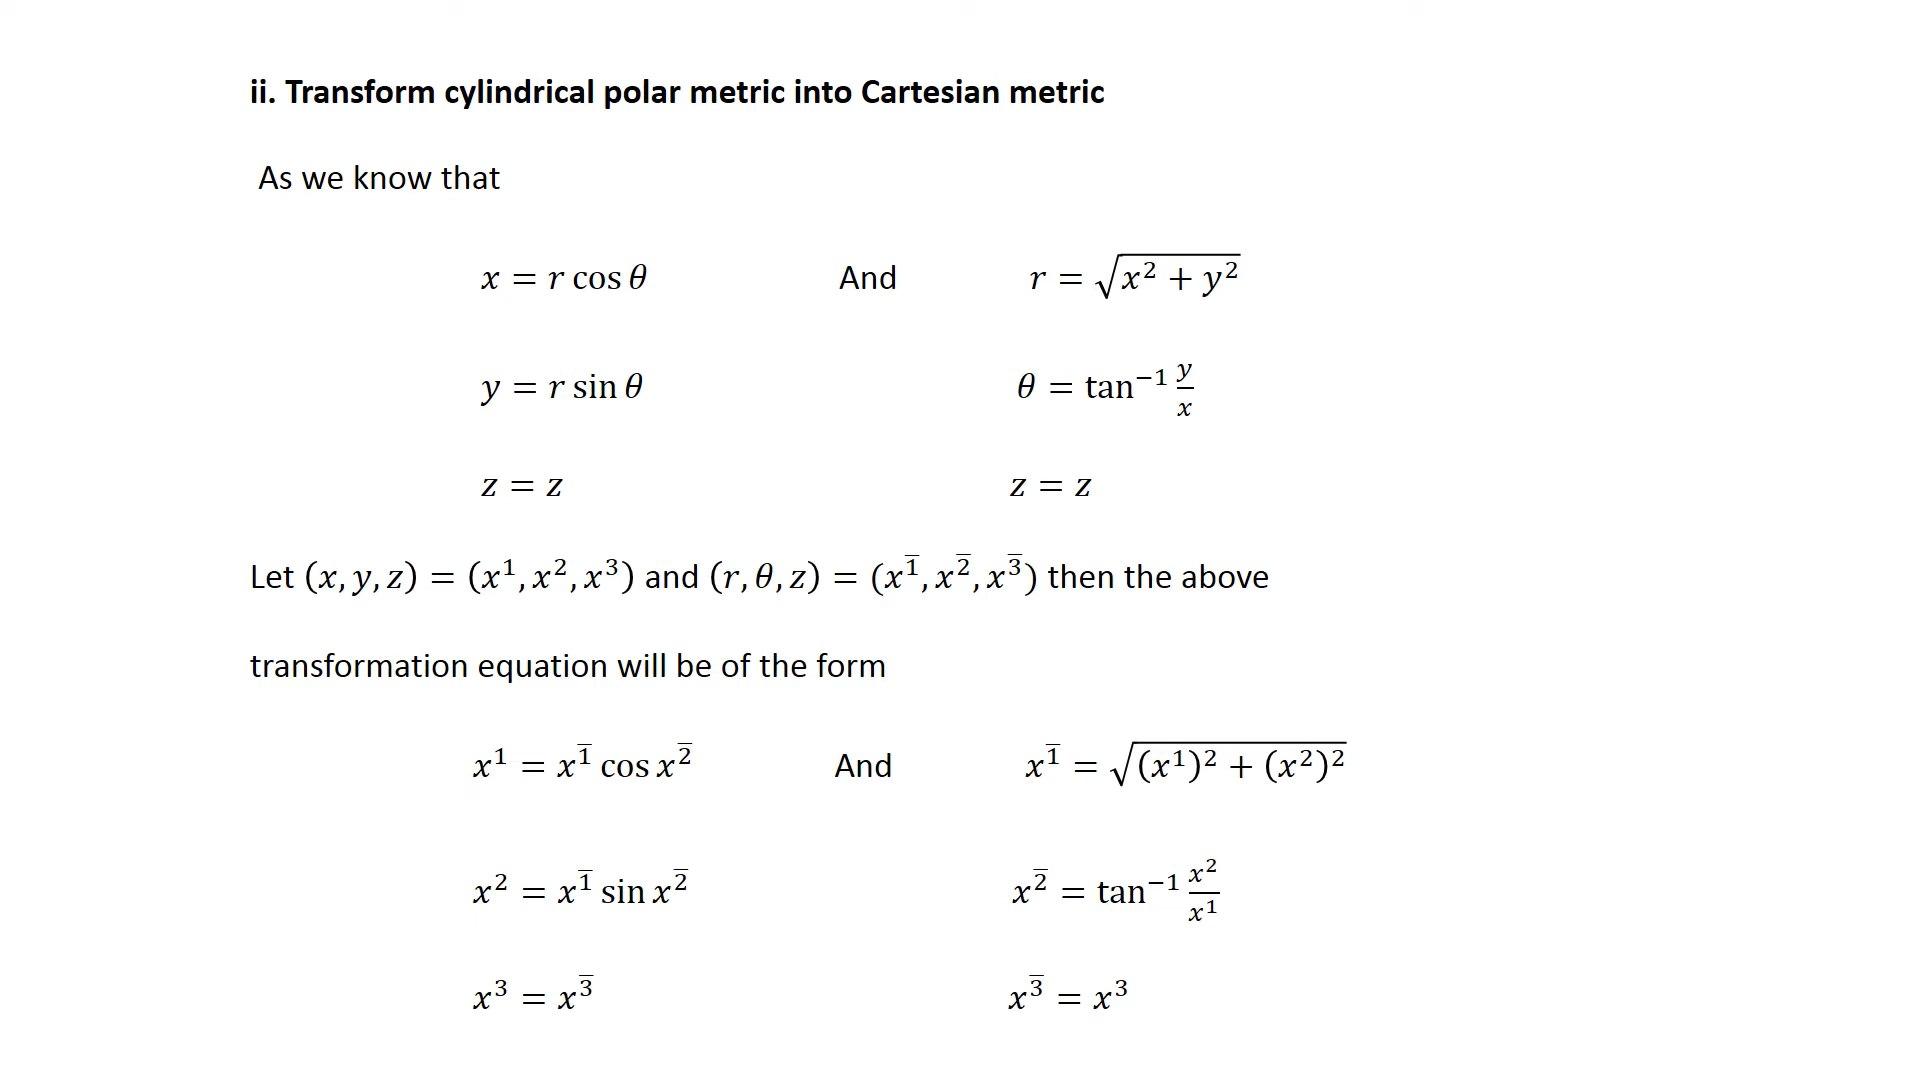 ii. Transform cylindrical polar metric into Cartesian metric
As we know that
x = r cos θ And r = √(x² + y²)
y = r sin θ θ = tan⁻¹ y/x
z = z z = z
Let (x, y, z) = (x¹, x², x³) and (r, θ, z) = (x^1̅, x^2̅, x^3̅) then the above
transformation equation will be of the form
x¹ = x^1̅ cos x^2̅ And x^1̅ = √((x¹)² + (x²)²)
x² = x^1̅ sin x^2̅ x^2̅ = tan⁻¹ x²/x¹
x³ = x^3̅ x^3̅ = x³